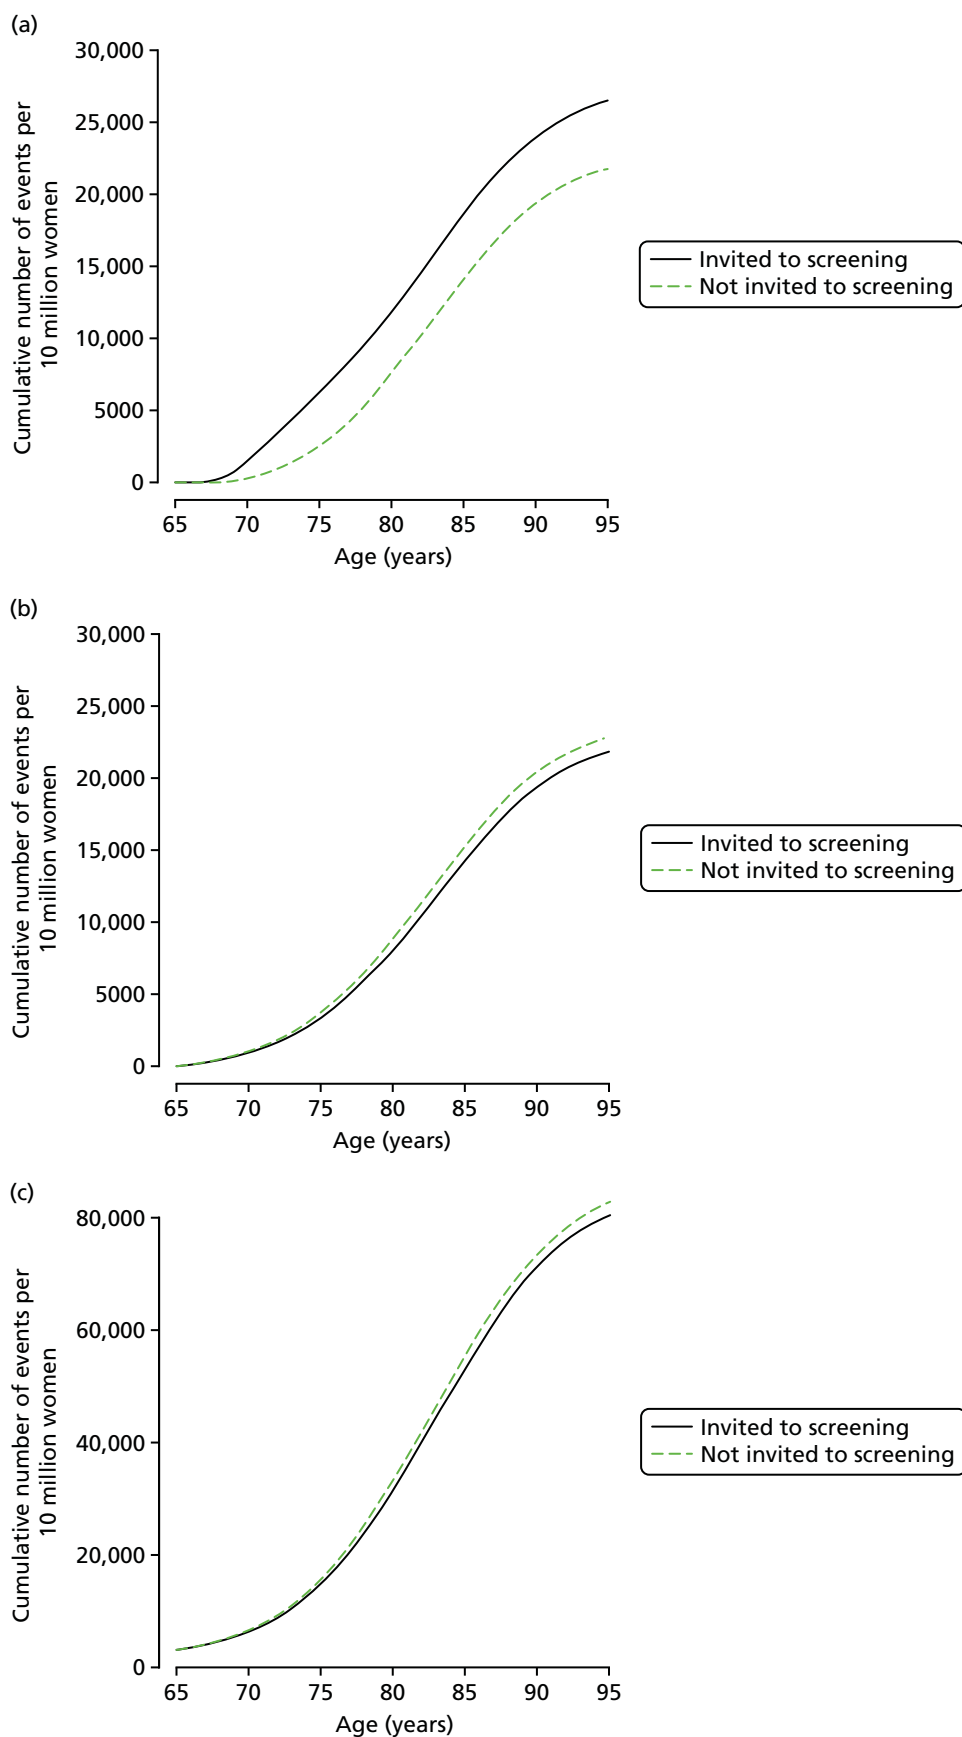 (a)
30,000
25,000
20,000
15,000
10,000
5000
0
Cumulative number of events per
10 million women
65 70 75 80 85 90 95
Age (years)
Invited to screening
Not invited to screening
(b)
30,000
25,000
20,000
15,000
10,000
5000
0
Cumulative number of events per
10 million women
65 70 75 80 85 90 95
Age (years)
Invited to screening
Not invited to screening
(c)
80,000
60,000
40,000
20,000
0
Cumulative number of events per
10 million women
65 70 75 80 85 90 95
Age (years)
Invited to screening
Not invited to screening